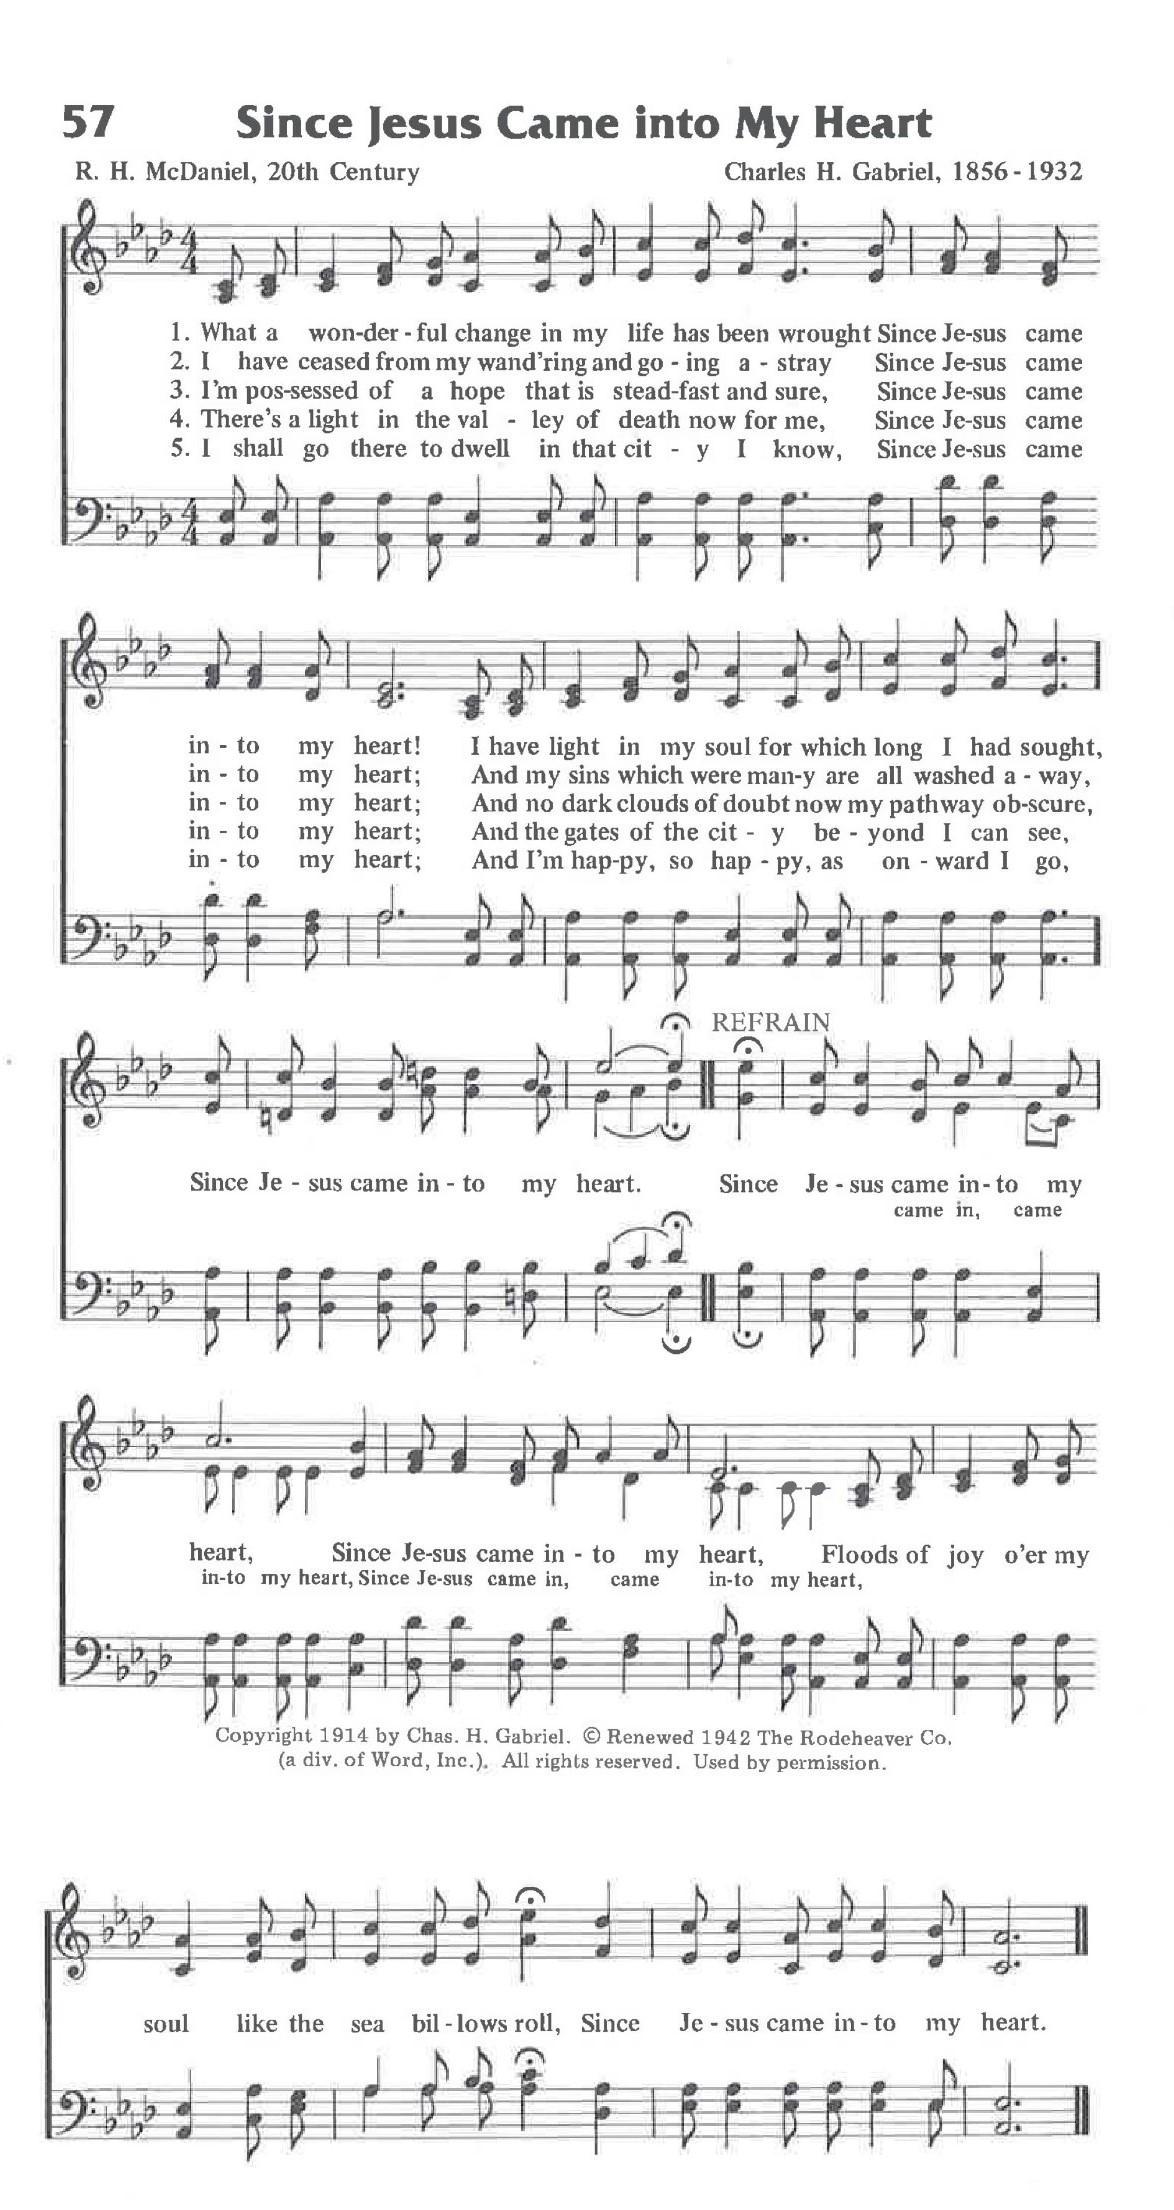 57 Since Jesus Came into My Heart
R. H. McDaniel, 20th Century Charles H. Gabriel, 1856-1932
1. What a won-der-ful change in my life has been wrought Since Je-sus came
2. I have ceased from my wand'ring and go-ing a-stray Since Je-sus came
3. I'm pos-sessed of a hope that is stead-fast and sure, Since Je-sus came
4. There's a light in the val-ley of death now for me, Since Je-sus came
5. I shall go there to dwell in that cit-y I know, Since Je-sus came
in-to my heart! I have light in my soul for which long I had sought,
in-to my heart; And my sins which were man-y are all washed a-way,
in-to my heart; And no dark clouds of doubt now my pathway ob-scure,
in-to my heart; And the gates of the cit-y be-yond I can see,
in-to my heart; And I'm hap-py, so hap-py, as on-ward I go,
REFRAIN
Since Je-sus came in-to my heart. Since Je-sus came in-to my
came in, came
heart, Since Je-sus came in-to my heart, Floods of joy o'er my
in-to my heart, Since Je-sus came in, came in-to my heart,
Copyright 1914 by Chas. H. Gabriel. © Renewed 1942 The Rodeheaver Co.
(a div. of Word, Inc.). All rights reserved. Used by permission.
soul like the sea bil-lows roll, Since Je-sus came in-to my heart.